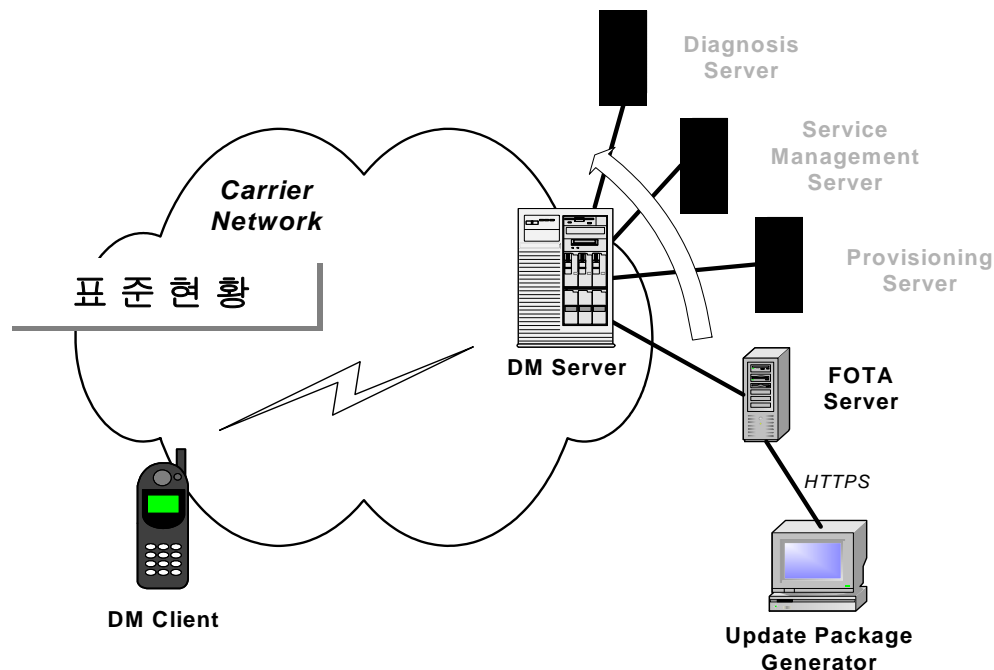 Diagnosis
Server
Service
Management
Server
Carrier
Network
Provisioning
Server
표준현황
DM Server
FOTA
Server
HTTPS
DM Client
Update Package
Generator